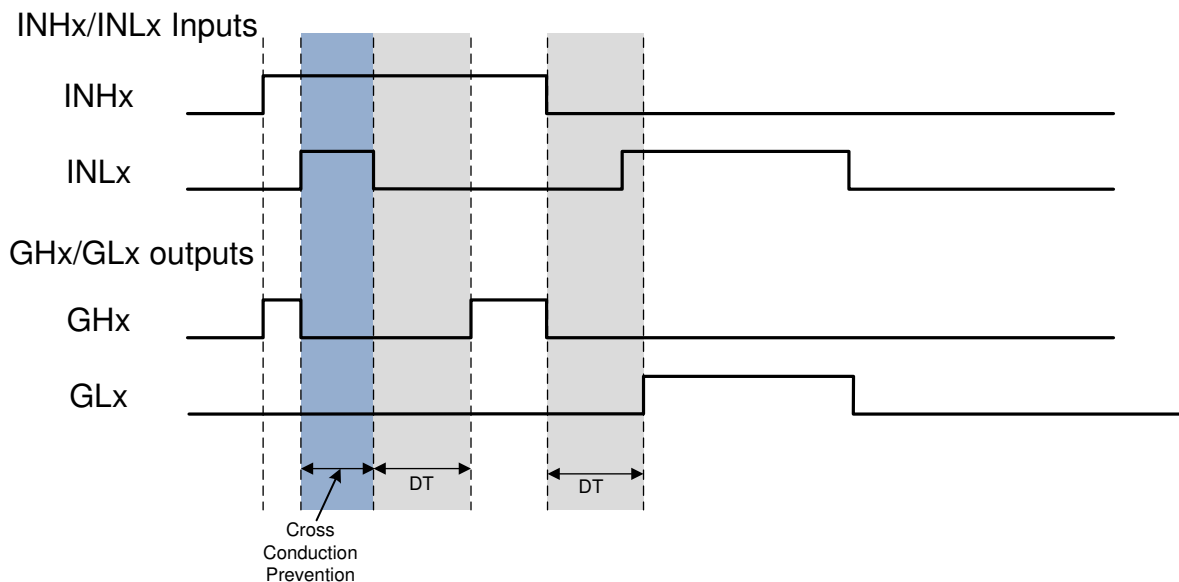 INHx/INLx Inputs
INHx
INLx
GHx/GLx outputs
GHx
GLx
DT
DT
Cross
Conduction
Prevention